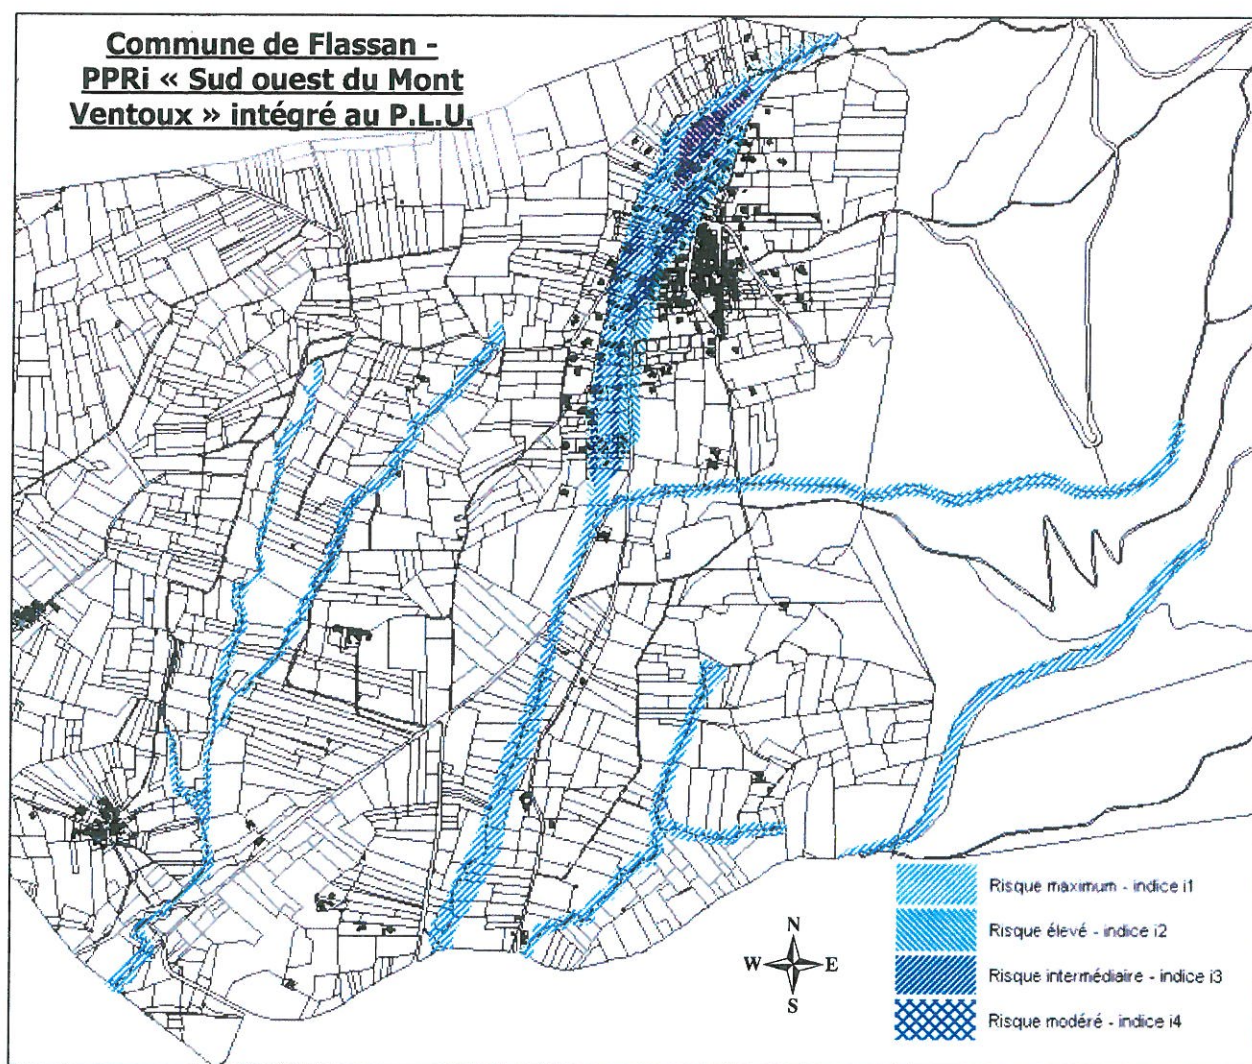 Commune de Flassan -
PPRi « Sud ouest du Mont
Ventoux » intégré au P.L.U.
Risque maximum - indice i1
Risque élevé - indice i2
Risque intermédiaire - indice i3
Risque modéré - indice i4
N
W E
S